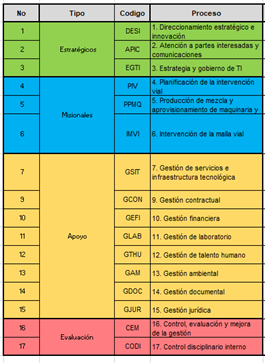 No Tipo Codigo Proceso
1 DESI 1. Direccionamiento estratégico e
innovación
Estratégicos
2 APIC 2. Atención a partes interesadas y
comunicaciones
3 EGTI 3. Estrategia y gobierno de TI
4 PIV 4. Planificación de la intervención
vial
5 PPMQ 5. Producción de mezcla y
aprovisionamiento de maquinaria y
Misionales
6 IMVI 6. Intervención de la malla vial
7 GSIT 7. Gestión de servicios e
infraestructura tecnológica
9 GCON 9. Gestión contractual
10 GEFI 10. Gestión financiera
11 Apoyo GLAB 11. Gestión de laboratorio
12 GTHU 12. Gestión de talento humano
13 GAM 13. Gestión ambiental
14 GDOC 14. Gestión documental
15 GJUR 15. Gestión jurídica
16 CEM 16. Control, evaluación y mejora
de la gestión
Evaluación
17 CODI 17. Control disciplinario interno